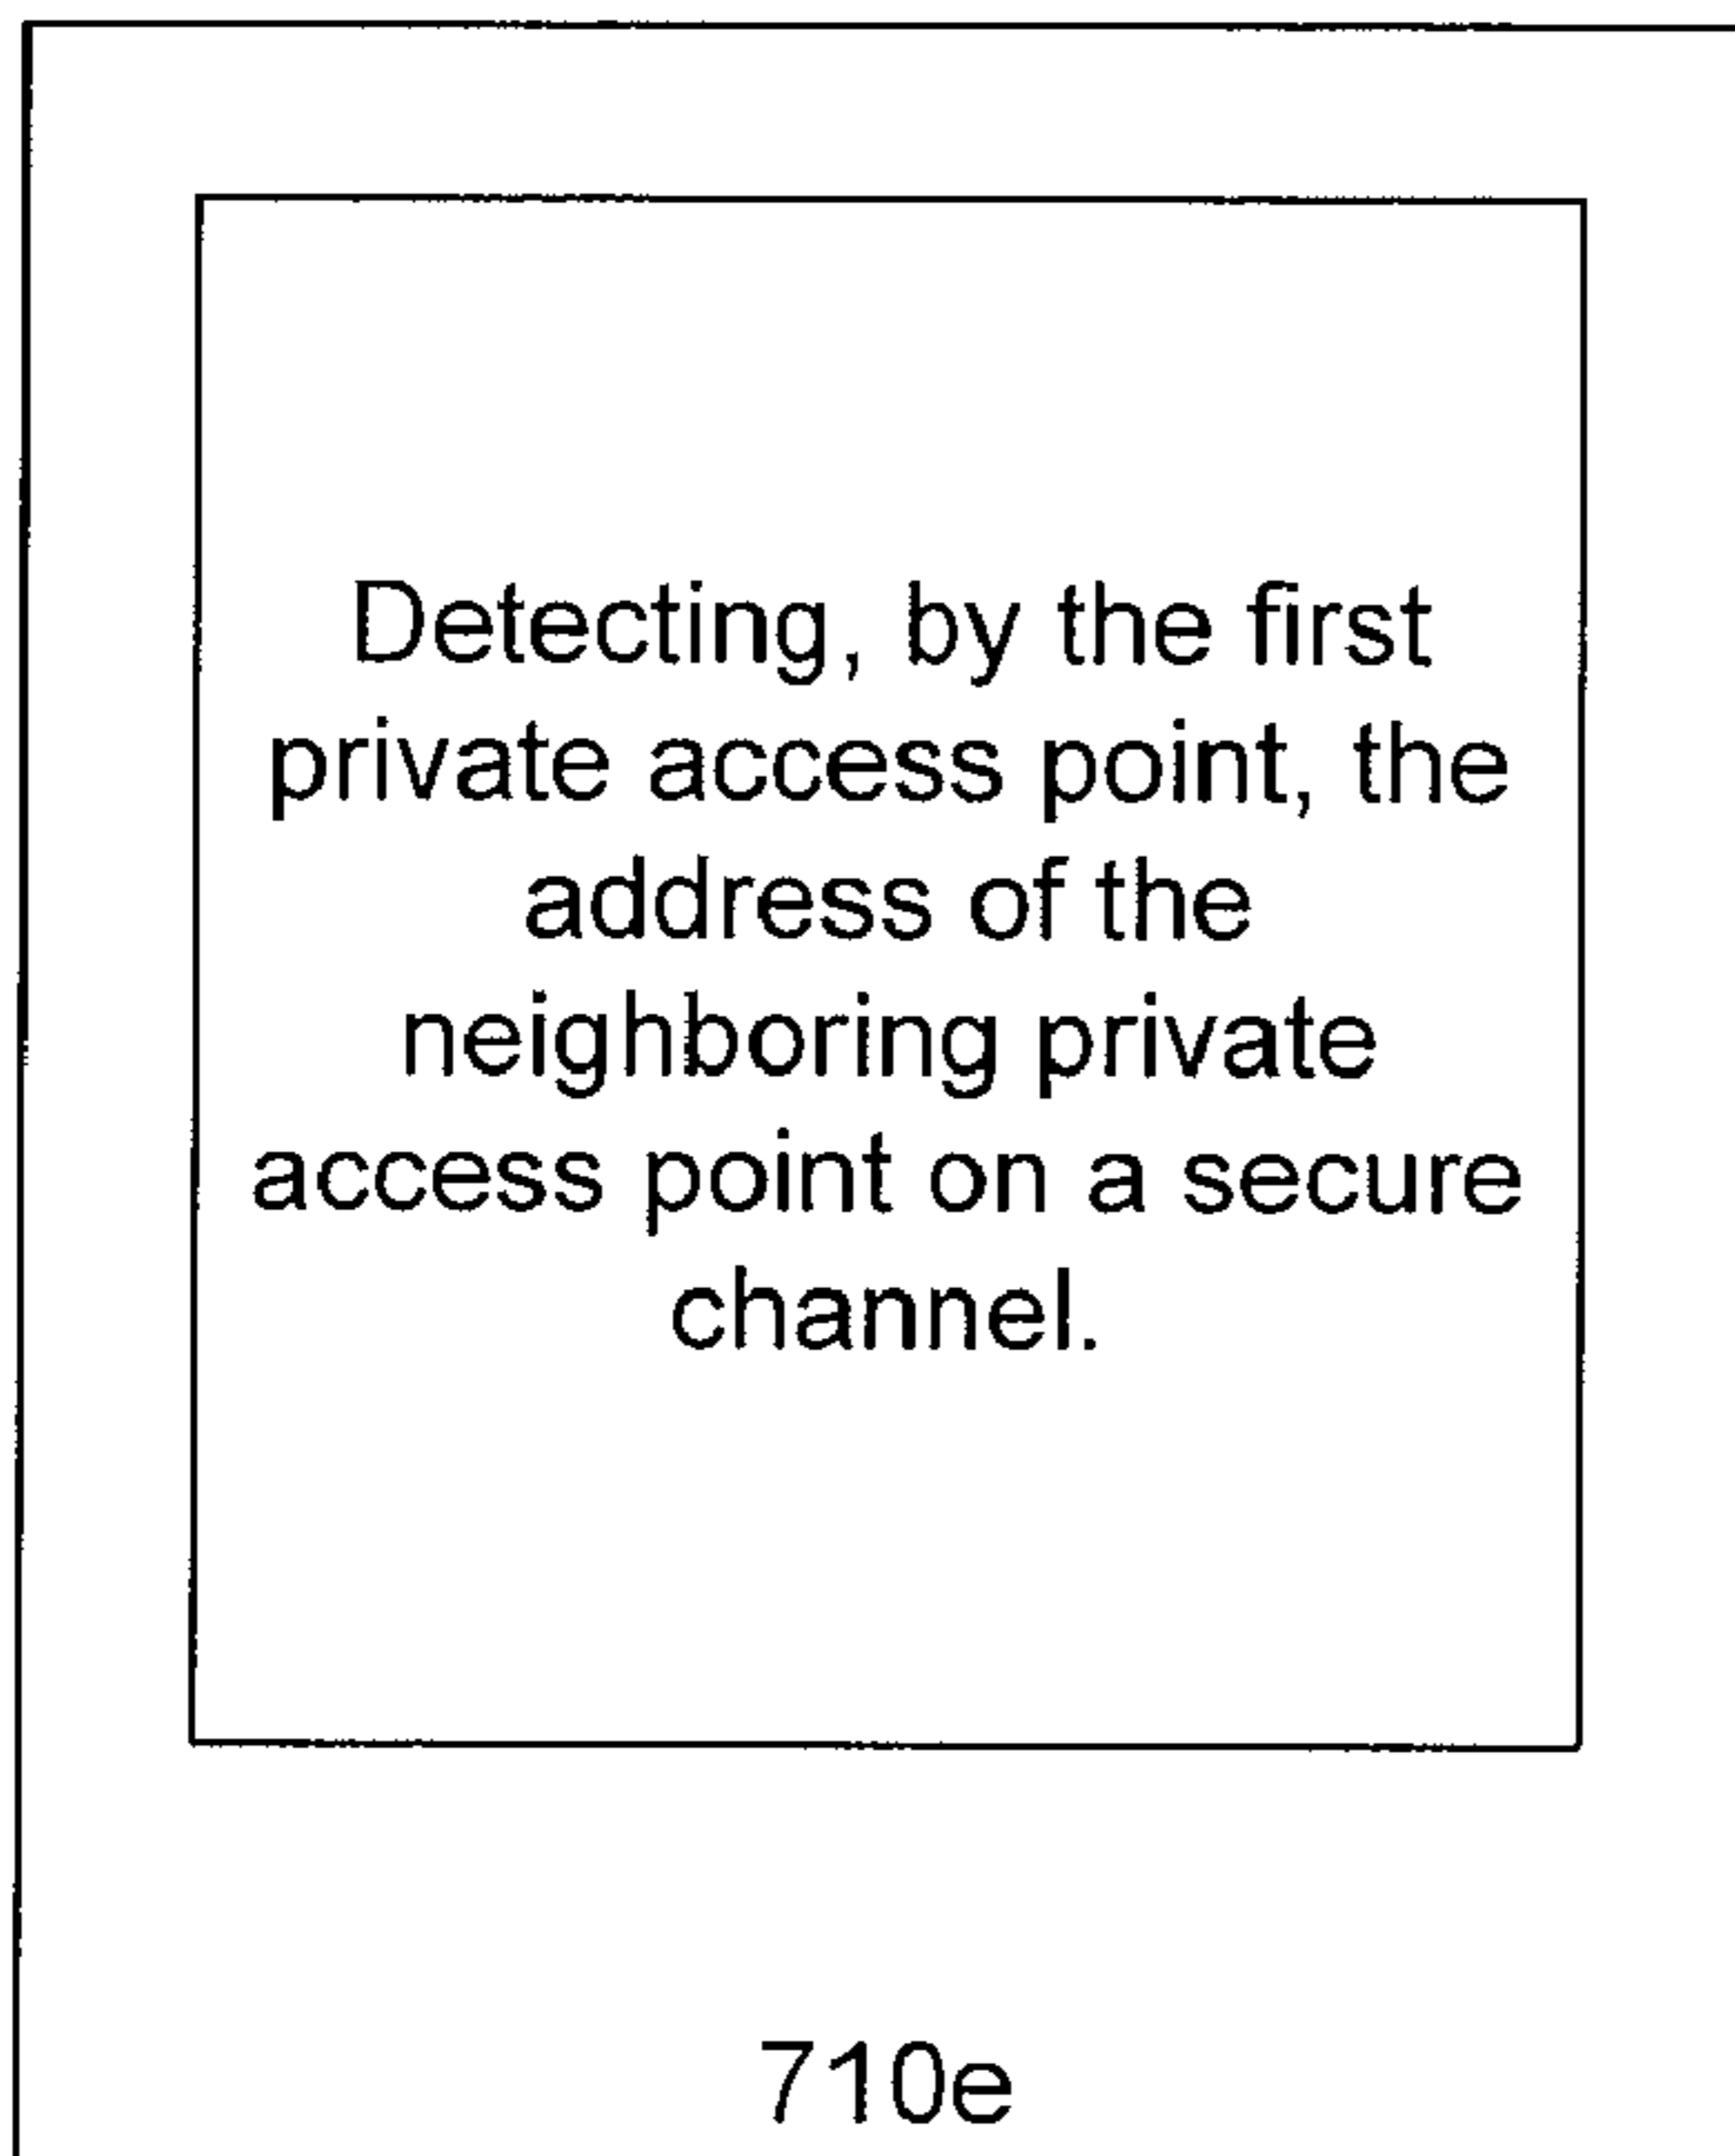 Detecting, by the first
private access point, the
address of the
neighboring private
access point on a secure
channel.
710e